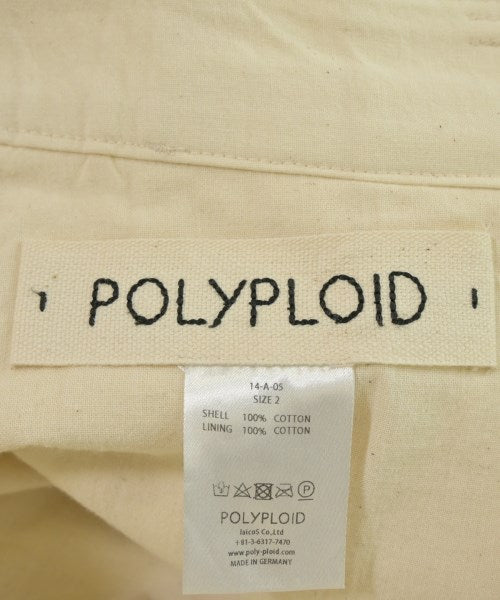 POLYPLOID
14-A-05
SIZE 2
SHELL 100% COTTON
LINING 100% COTTON
POLYPLOID
laicoS Co,.Ltd
+81-3-6317-7470
www.poly-ploid.com
MADE IN GERMANY